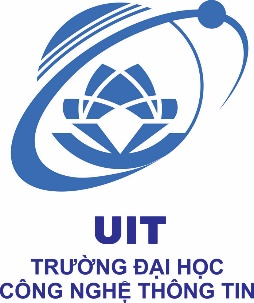 UIT
TRƯỜNG ĐẠI HỌC
CÔNG NGHỆ THÔNG TIN